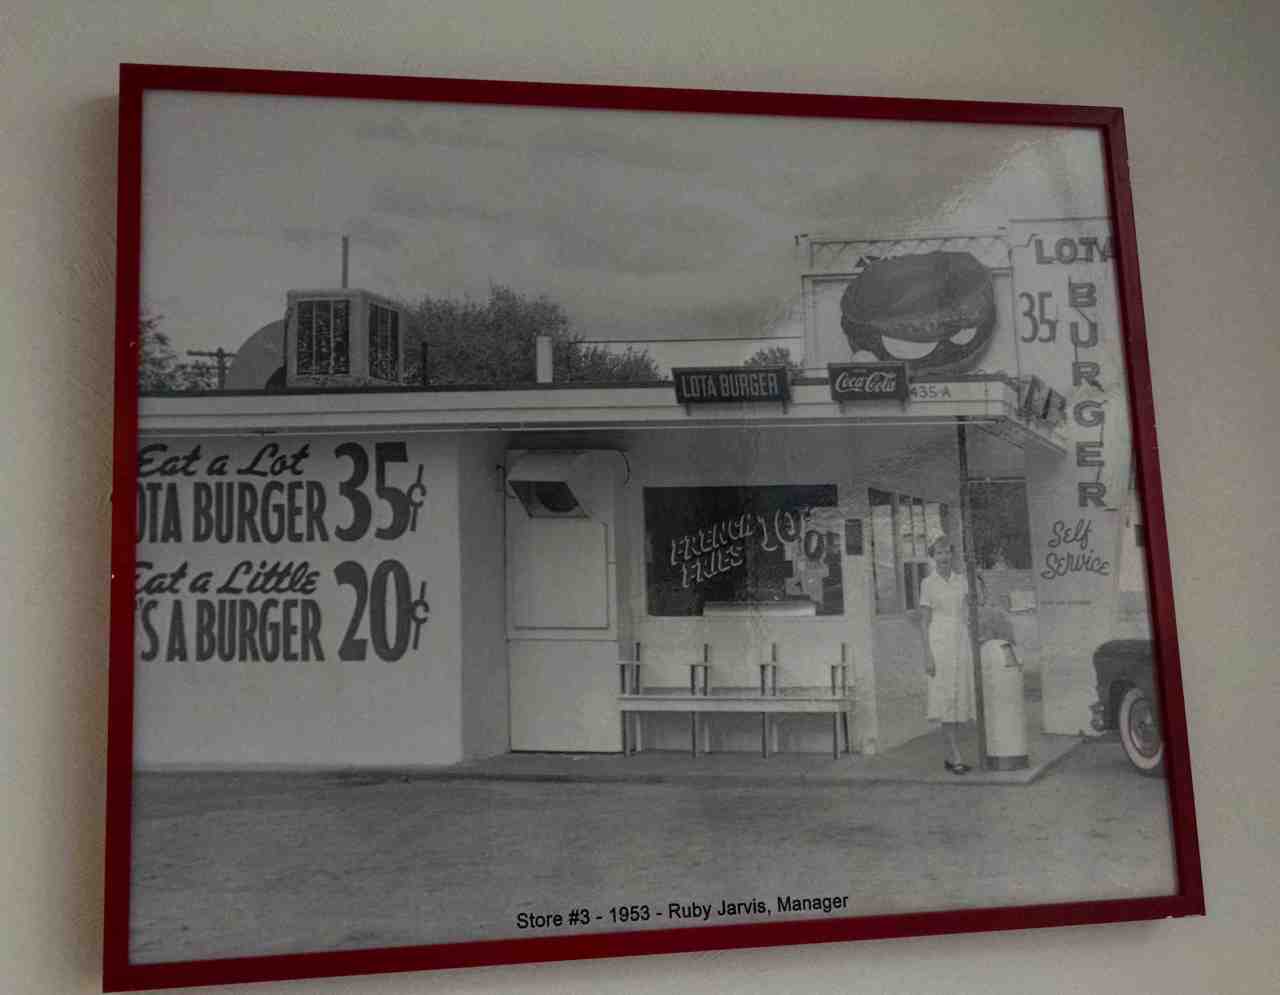 LOTA
BURGER
35
LOTA BURGER
Coca-Cola
435-A
Eat a Lot
OTA BURGER 35¢
Eat a Little
'S A BURGER 20¢
FRENCH
FRIES
10¢
Self
Service
Store #3 - 1953 - Ruby Jarvis, Manager